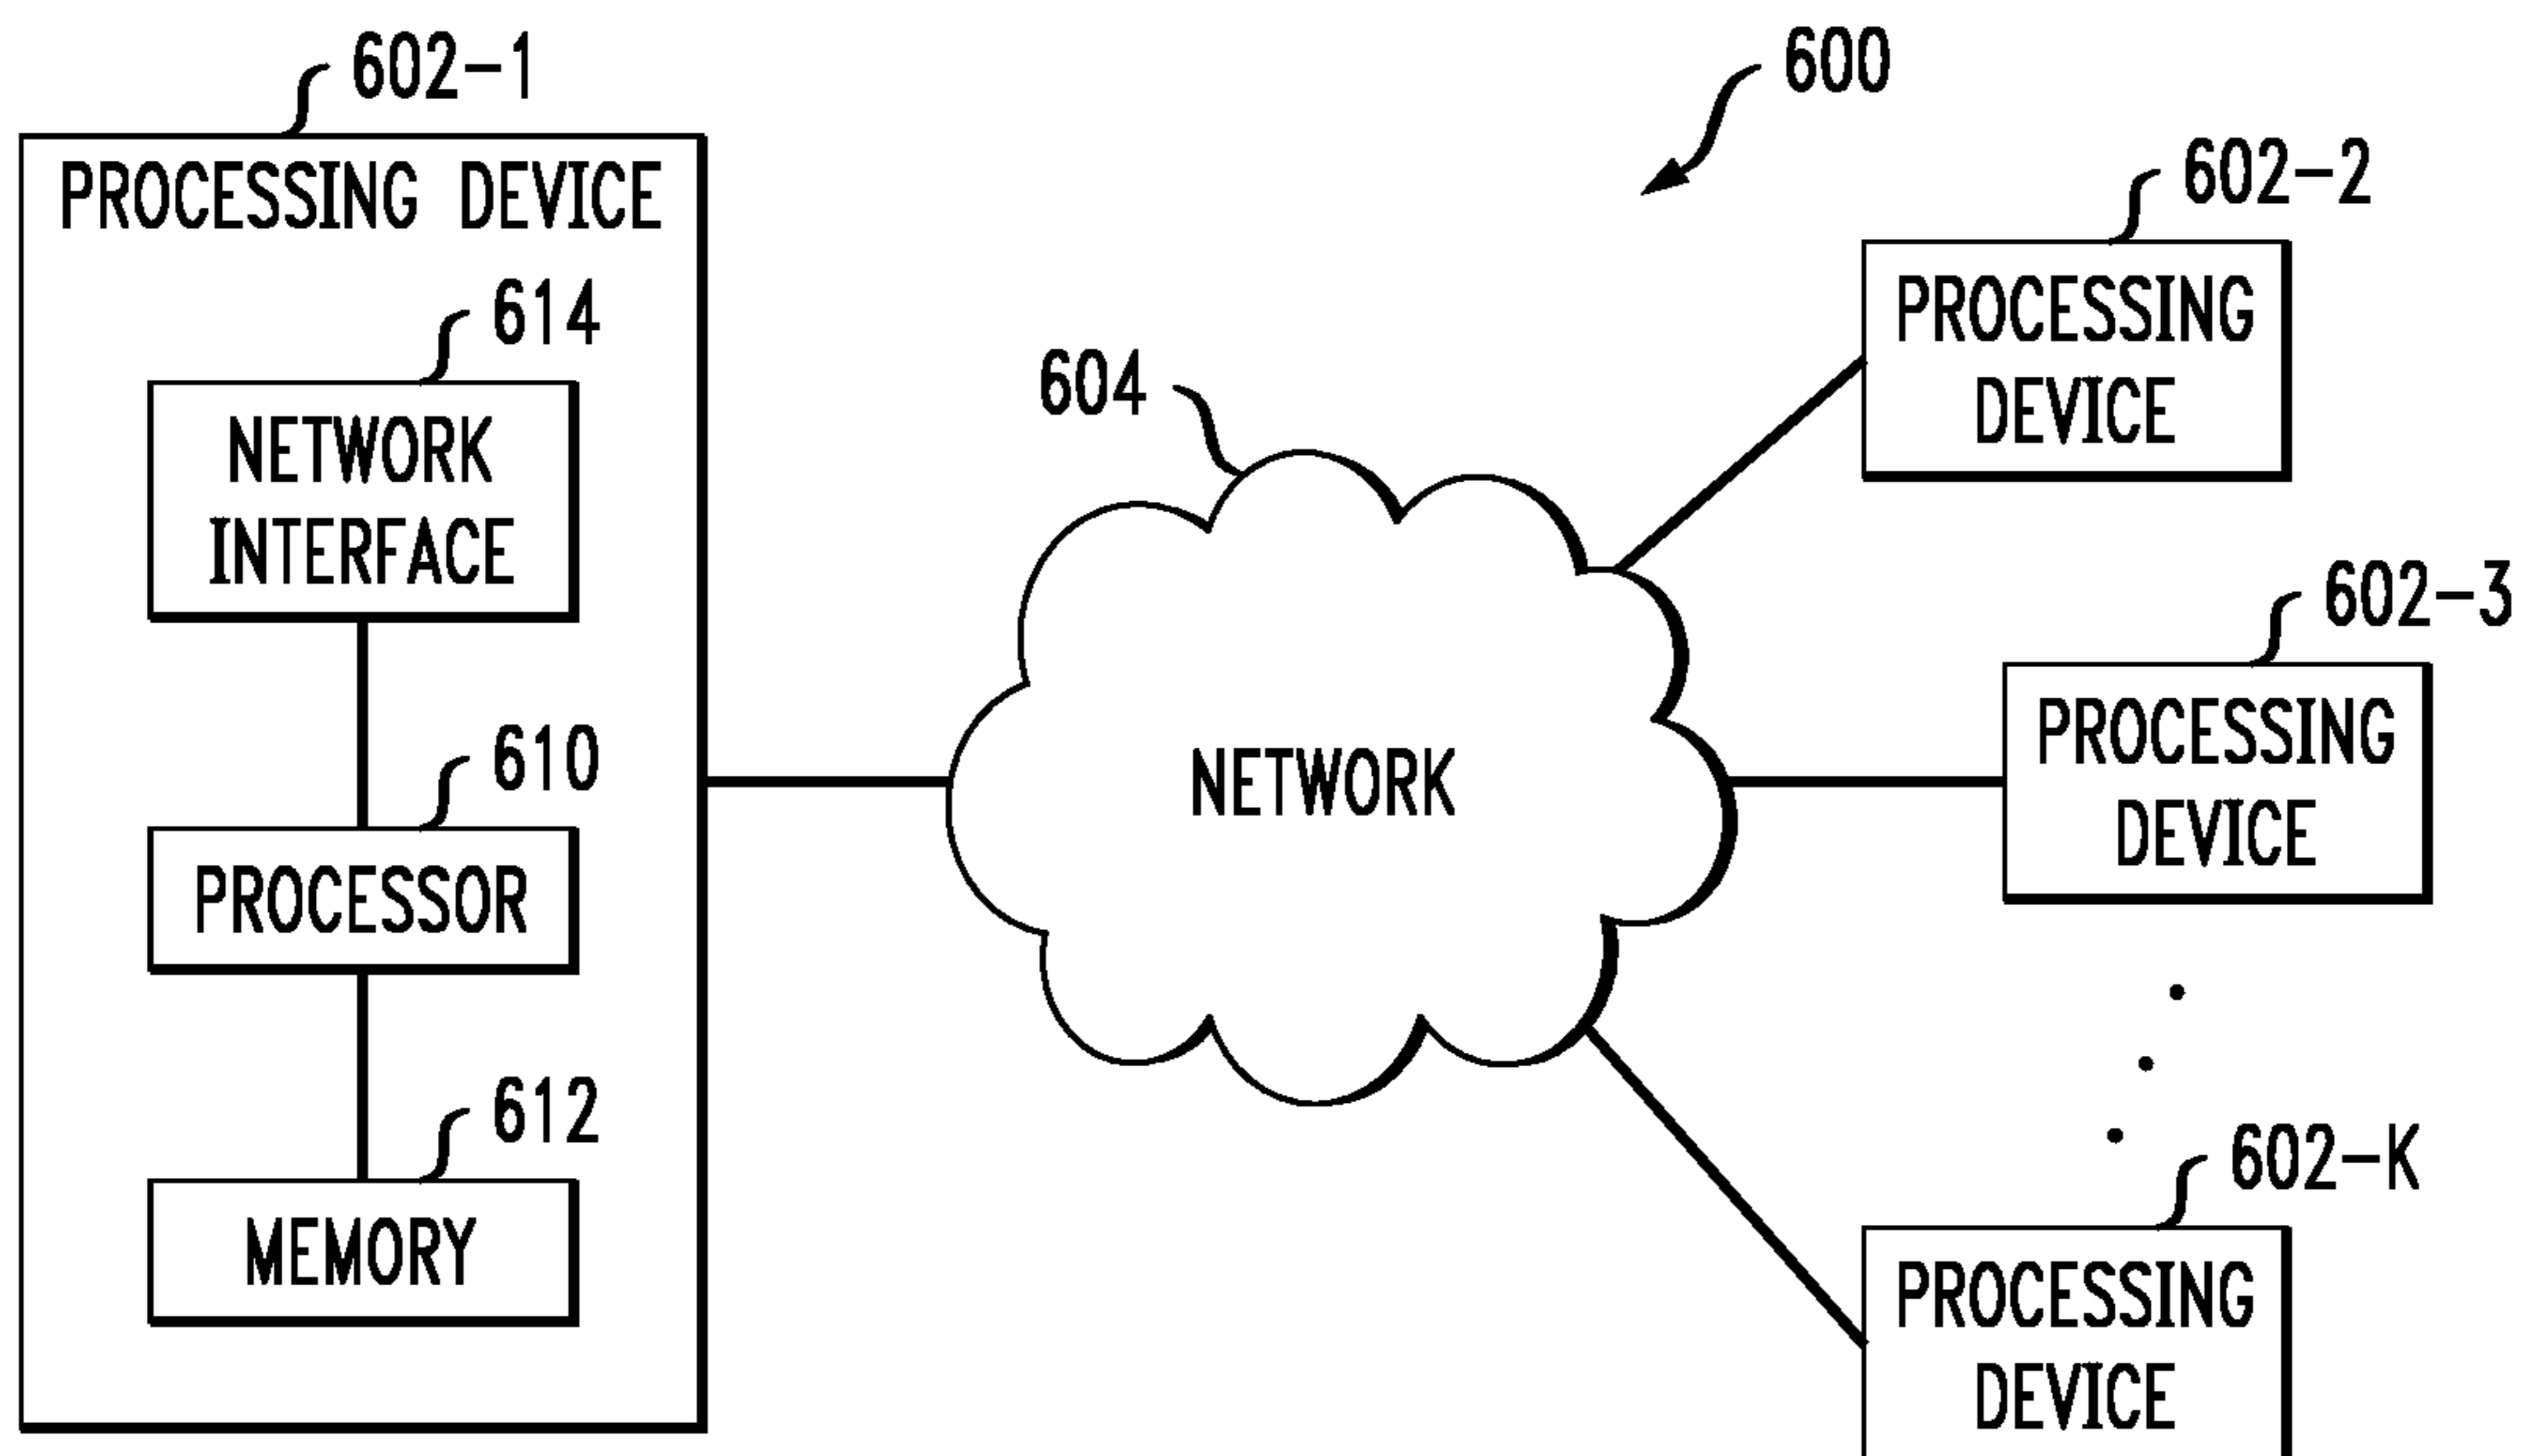 602-1
PROCESSING DEVICE
614
NETWORK
INTERFACE
610
PROCESSOR
612
MEMORY
600
604
NETWORK
602-2
PROCESSING
DEVICE
602-3
PROCESSING
DEVICE
602-K
PROCESSING
DEVICE